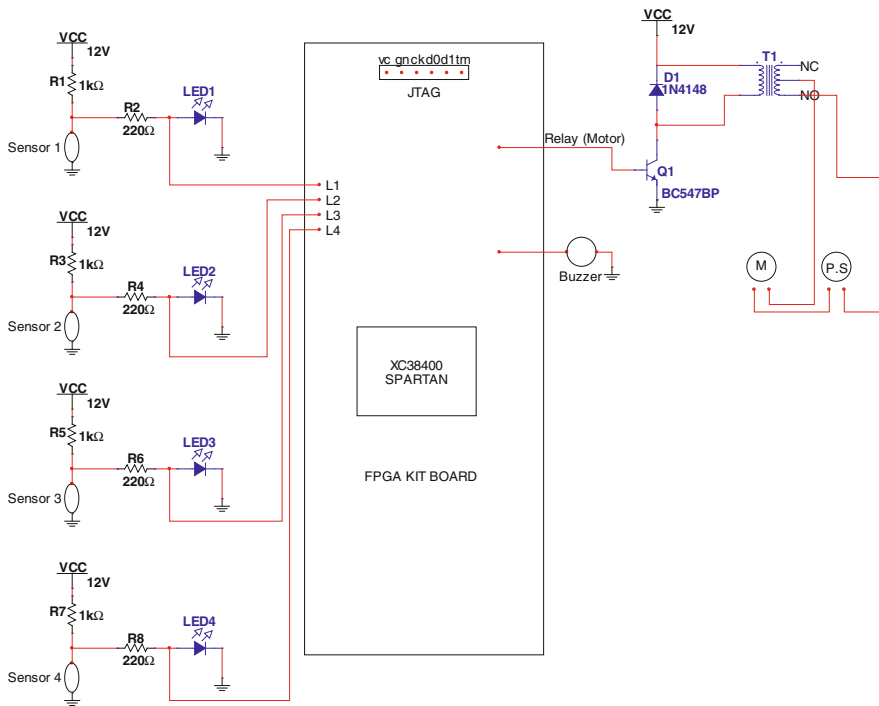 VCC
12V
R1
1kΩ
R2
220Ω
LED1
Sensor 1
VCC
12V
R3
1kΩ
R4
220Ω
LED2
Sensor 2
VCC
12V
R5
1kΩ
R6
220Ω
LED3
Sensor 3
VCC
12V
R7
1kΩ
R8
220Ω
LED4
Sensor 4
vc gnckd0d1tm
JTAG
L1
L2
L3
L4
XC38400
SPARTAN
FPGA KIT BOARD
Relay (Motor)
Buzzer
VCC
12V
D1
1N4148
T1
NC
NO
Q1
BC547BP
M
P.S